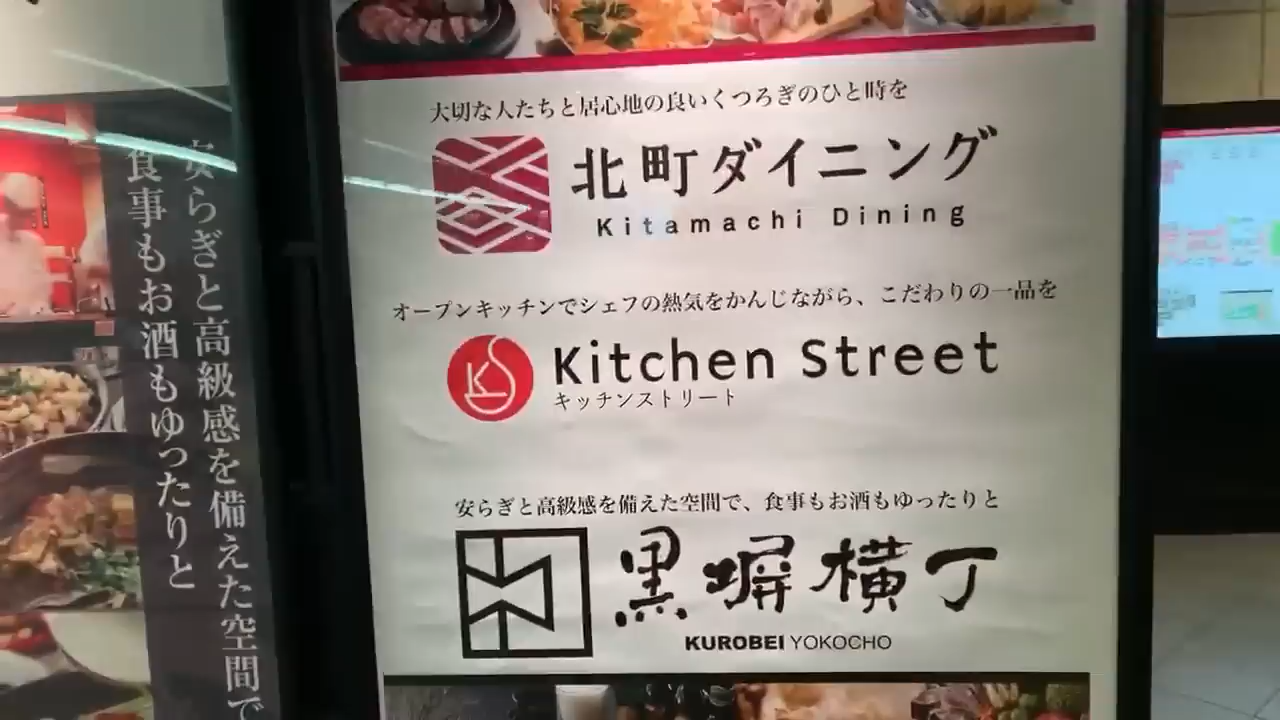 大切な人たちと居心地の良いくつろぎのひと時を
北町ダイニング
Kitamachi Dining
オープンキッチンでシェフの熱気をかんじながら、こだわりの一品を
Kitchen Street
キッチンストリート
安らぎと高級感を備えた空間で、食事もお酒もゆったりと
黒塀横丁
KUROBEI YOKOCHO
安らぎと高級感を備えた空間で
食事もお酒もゆったりと